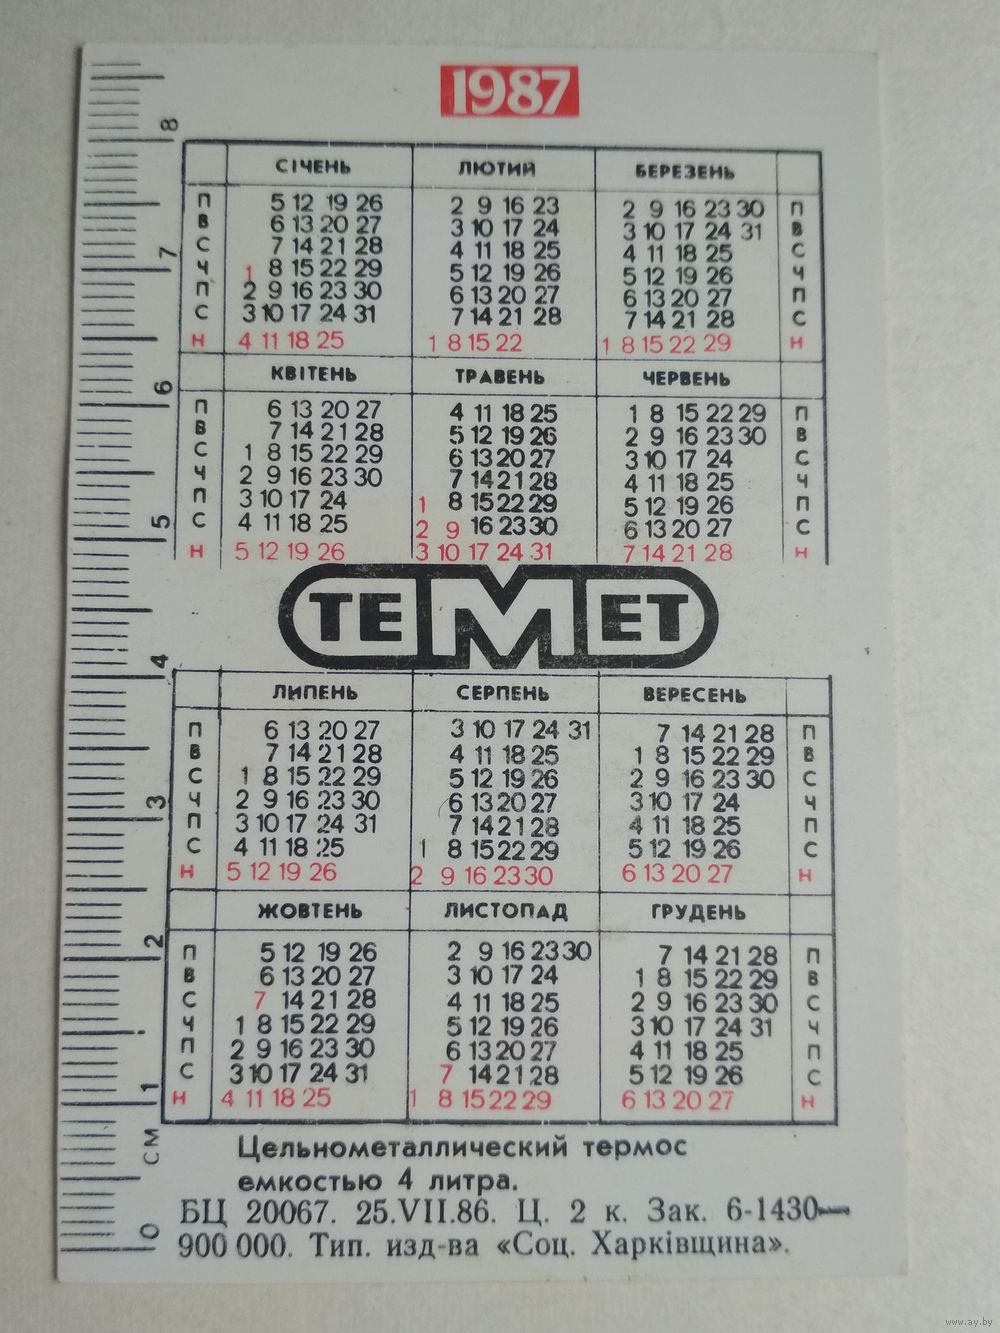 1987
СІЧЕНЬ ЛЮТИЙ БЕРЕЗЕНЬ
П 5 12 19 26 2 9 16 23 2 9 16 23 30 П
В 6 13 20 27 3 10 17 24 3 10 17 24 31 В
С 7 14 21 28 4 11 18 25 4 11 18 25 С
Ч 1 8 15 22 29 5 12 19 26 5 12 19 26 Ч
П 2 9 16 23 30 6 13 20 27 6 13 20 27 П
С 3 10 17 24 31 7 14 21 28 7 14 21 28 С
Н 4 11 18 25 1 8 15 22 1 8 15 22 29 Н
КВІТЕНЬ ТРАВЕНЬ ЧЕРВЕНЬ
П 6 13 20 27 4 11 18 25 1 8 15 22 29 П
В 7 14 21 28 5 12 19 26 2 9 16 23 30 В
С 1 8 15 22 29 6 13 20 27 3 10 17 24 С
Ч 2 9 16 23 30 7 14 21 28 4 11 18 25 Ч
П 3 10 17 24 1 8 15 22 29 5 12 19 26 П
С 4 11 18 25 2 9 16 23 30 6 13 20 27 С
Н 5 12 19 26 3 10 17 24 31 7 14 21 28 Н
ТЕМЕТ
ЛИПЕНЬ СЕРПЕНЬ ВЕРЕСЕНЬ
П 6 13 20 27 3 10 17 24 31 7 14 21 28 П
В 7 14 21 28 4 11 18 25 1 8 15 22 29 В
С 1 8 15 22 29 5 12 19 26 2 9 16 23 30 С
Ч 2 9 16 23 30 6 13 20 27 3 10 17 24 Ч
П 3 10 17 24 31 7 14 21 28 4 11 18 25 П
С 4 11 18 25 1 8 15 22 29 5 12 19 26 С
Н 5 12 19 26 2 9 16 23 30 6 13 20 27 Н
ЖОВТЕНЬ ЛИСТОПАД ГРУДЕНЬ
П 5 12 19 26 2 9 16 23 30 7 14 21 28 П
В 6 13 20 27 3 10 17 24 1 8 15 22 29 В
С 7 14 21 28 4 11 18 25 2 9 16 23 30 С
Ч 1 8 15 22 29 5 12 19 26 3 10 17 24 31 Ч
П 2 9 16 23 30 6 13 20 27 4 11 18 25 П
С 3 10 17 24 31 7 14 21 28 5 12 19 26 С
Н 4 11 18 25 1 8 15 22 29 6 13 20 27 Н
Цельнометаллический термос
емкостью 4 литра.
БЦ 20067. 25.VII.86. Ц. 2 к. Зак. 6-1430—
900 000. Тип. изд-ва «Соц. Харківщина».
0 СМ 1 2 3 4 5 6 7 8
www.ay.by